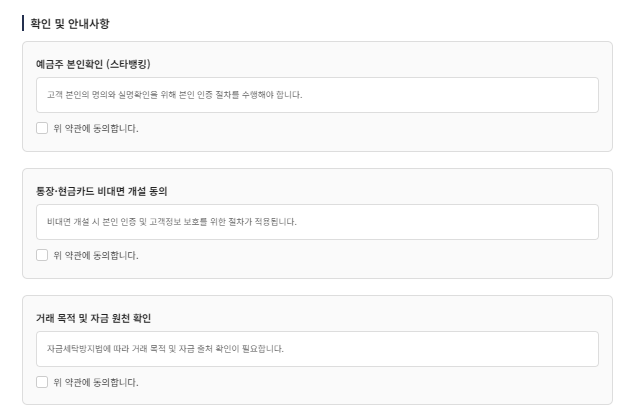 확인 및 안내사항
예금주 본인확인 (스타뱅킹)
고객 본인의 명의와 실명확인을 위해 본인 인증 절차를 수행해야 합니다.
위 약관에 동의합니다.
통장·현금카드 비대면 개설 동의
비대면 개설 시 본인 인증 및 고객정보 보호를 위한 절차가 적용됩니다.
위 약관에 동의합니다.
거래 목적 및 자금 원천 확인
자금세탁방지법에 따라 거래 목적 및 자금 출처 확인이 필요합니다.
위 약관에 동의합니다.